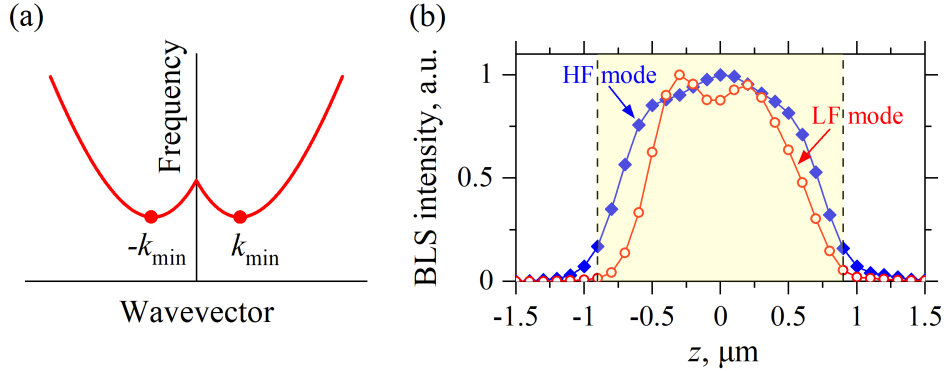 (a)
Frequency
-kmin
kmin
Wavevector
(b)
BLS intensity, a.u.
1
0.5
0
HF mode
LF mode
-1.5 -1 -0.5 0 0.5 1 1.5
z, μm